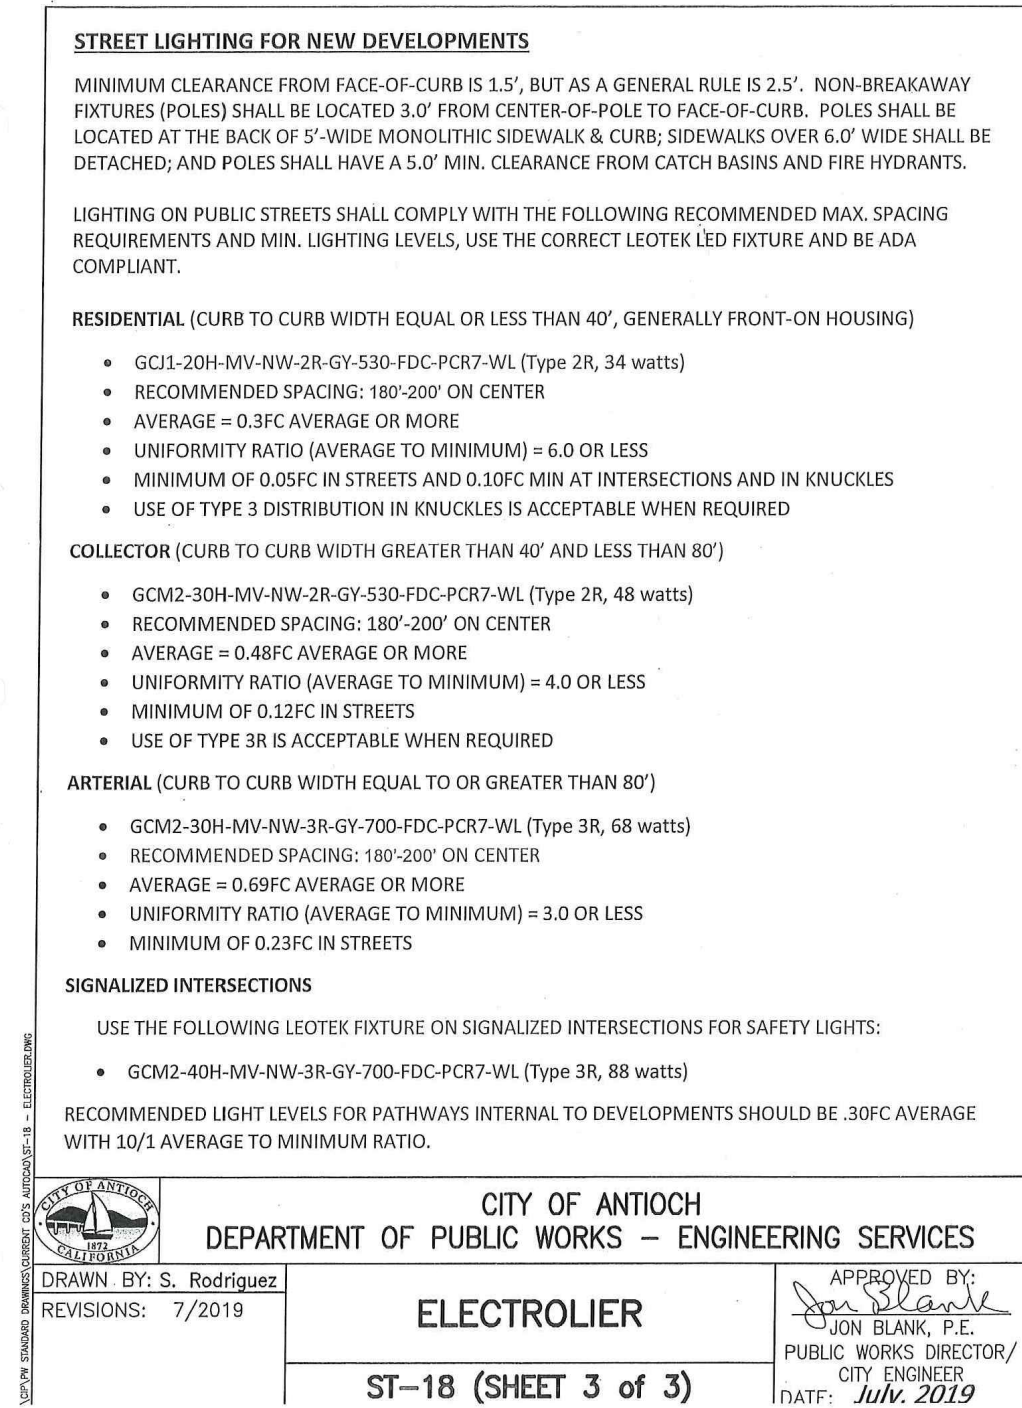 STREET LIGHTING FOR NEW DEVELOPMENTS
MINIMUM CLEARANCE FROM FACE-OF-CURB IS 1.5’, BUT AS A GENERAL RULE IS 2.5’. NON-BREAKAWAY
FIXTURES (POLES) SHALL BE LOCATED 3.0’ FROM CENTER-OF-POLE TO FACE-OF-CURB. POLES SHALL BE
LOCATED AT THE BACK OF 5’-WIDE MONOLITHIC SIDEWALK & CURB; SIDEWALKS OVER 6.0’ WIDE SHALL BE
DETACHED; AND POLES SHALL HAVE A 5.0’ MIN. CLEARANCE FROM CATCH BASINS AND FIRE HYDRANTS.
LIGHTING ON PUBLIC STREETS SHALL COMPLY WITH THE FOLLOWING RECOMMENDED MAX. SPACING
REQUIREMENTS AND MIN. LIGHTING LEVELS, USE THE CORRECT LEOTEK LED FIXTURE AND BE ADA
COMPLIANT.
RESIDENTIAL (CURB TO CURB WIDTH EQUAL OR LESS THAN 40’, GENERALLY FRONT-ON HOUSING)
• GCJ1-20H-MV-NW-2R-GY-530-FDC-PCR7-WL (Type 2R, 34 watts)
• RECOMMENDED SPACING: 180'-200' ON CENTER
• AVERAGE = 0.3FC AVERAGE OR MORE
• UNIFORMITY RATIO (AVERAGE TO MINIMUM) = 6.0 OR LESS
• MINIMUM OF 0.05FC IN STREETS AND 0.10FC MIN AT INTERSECTIONS AND IN KNUCKLES
• USE OF TYPE 3 DISTRIBUTION IN KNUCKLES IS ACCEPTABLE WHEN REQUIRED
COLLECTOR (CURB TO CURB WIDTH GREATER THAN 40’ AND LESS THAN 80’)
• GCM2-30H-MV-NW-2R-GY-530-FDC-PCR7-WL (Type 2R, 48 watts)
• RECOMMENDED SPACING: 180’-200’ ON CENTER
• AVERAGE = 0.48FC AVERAGE OR MORE
• UNIFORMITY RATIO (AVERAGE TO MINIMUM) = 4.0 OR LESS
• MINIMUM OF 0.12FC IN STREETS
• USE OF TYPE 3R IS ACCEPTABLE WHEN REQUIRED
ARTERIAL (CURB TO CURB WIDTH EQUAL TO OR GREATER THAN 80’)
• GCM2-30H-MV-NW-3R-GY-700-FDC-PCR7-WL (Type 3R, 68 watts)
• RECOMMENDED SPACING: 180'-200' ON CENTER
• AVERAGE = 0.69FC AVERAGE OR MORE
• UNIFORMITY RATIO (AVERAGE TO MINIMUM) = 3.0 OR LESS
• MINIMUM OF 0.23FC IN STREETS
SIGNALIZED INTERSECTIONS
USE THE FOLLOWING LEOTEK FIXTURE ON SIGNALIZED INTERSECTIONS FOR SAFETY LIGHTS:
• GCM2-40H-MV-NW-3R-GY-700-FDC-PCR7-WL (Type 3R, 88 watts)
RECOMMENDED LIGHT LEVELS FOR PATHWAYS INTERNAL TO DEVELOPMENTS SHOULD BE .30FC AVERAGE
WITH 10/1 AVERAGE TO MINIMUM RATIO.
\CIP\PW STANDARD DRAWINGS\CURRENT CD'S AUTOCAD\ST-18 - ELECTROLIER.DWG
CITY OF ANTIOCH
1872
CALIFORNIA
CITY OF ANTIOCH
DEPARTMENT OF PUBLIC WORKS – ENGINEERING SERVICES
DRAWN BY: S. Rodriguez
REVISIONS: 7/2019
ELECTROLIER
ST–18 (SHEET 3 of 3)
APPROVED BY:
Jon Blank
JON BLANK, P.E.
PUBLIC WORKS DIRECTOR/
CITY ENGINEER
DATE: July, 2019